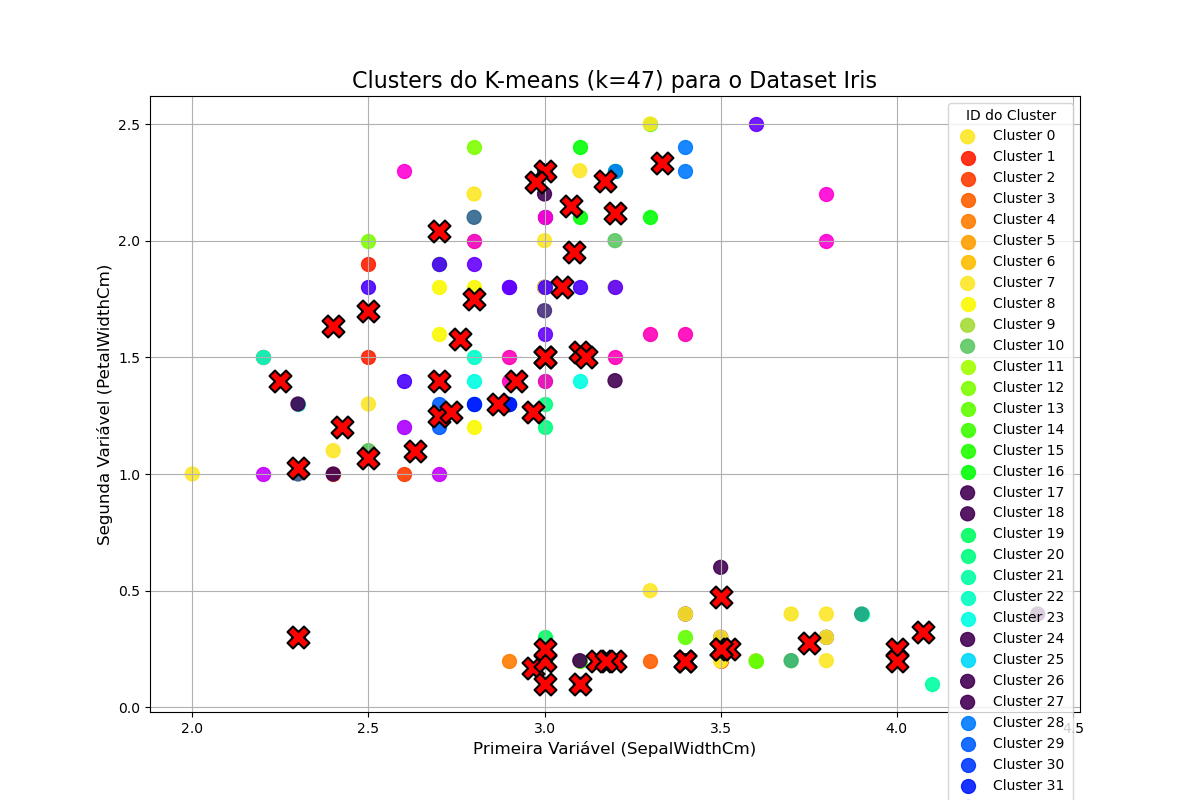 Clusters do K-means (k=47) para o Dataset Iris
Segunda Variável (PetalWidthCm)
2.5
2.0
1.5
1.0
0.5
0.0
2.0
2.5
3.0
3.5
4.0
4.5
Primeira Variável (SepalWidthCm)
ID do Cluster
Cluster 0
Cluster 1
Cluster 2
Cluster 3
Cluster 4
Cluster 5
Cluster 6
Cluster 7
Cluster 8
Cluster 9
Cluster 10
Cluster 11
Cluster 12
Cluster 13
Cluster 14
Cluster 15
Cluster 16
Cluster 17
Cluster 18
Cluster 19
Cluster 20
Cluster 21
Cluster 22
Cluster 23
Cluster 24
Cluster 25
Cluster 26
Cluster 27
Cluster 28
Cluster 29
Cluster 30
Cluster 31